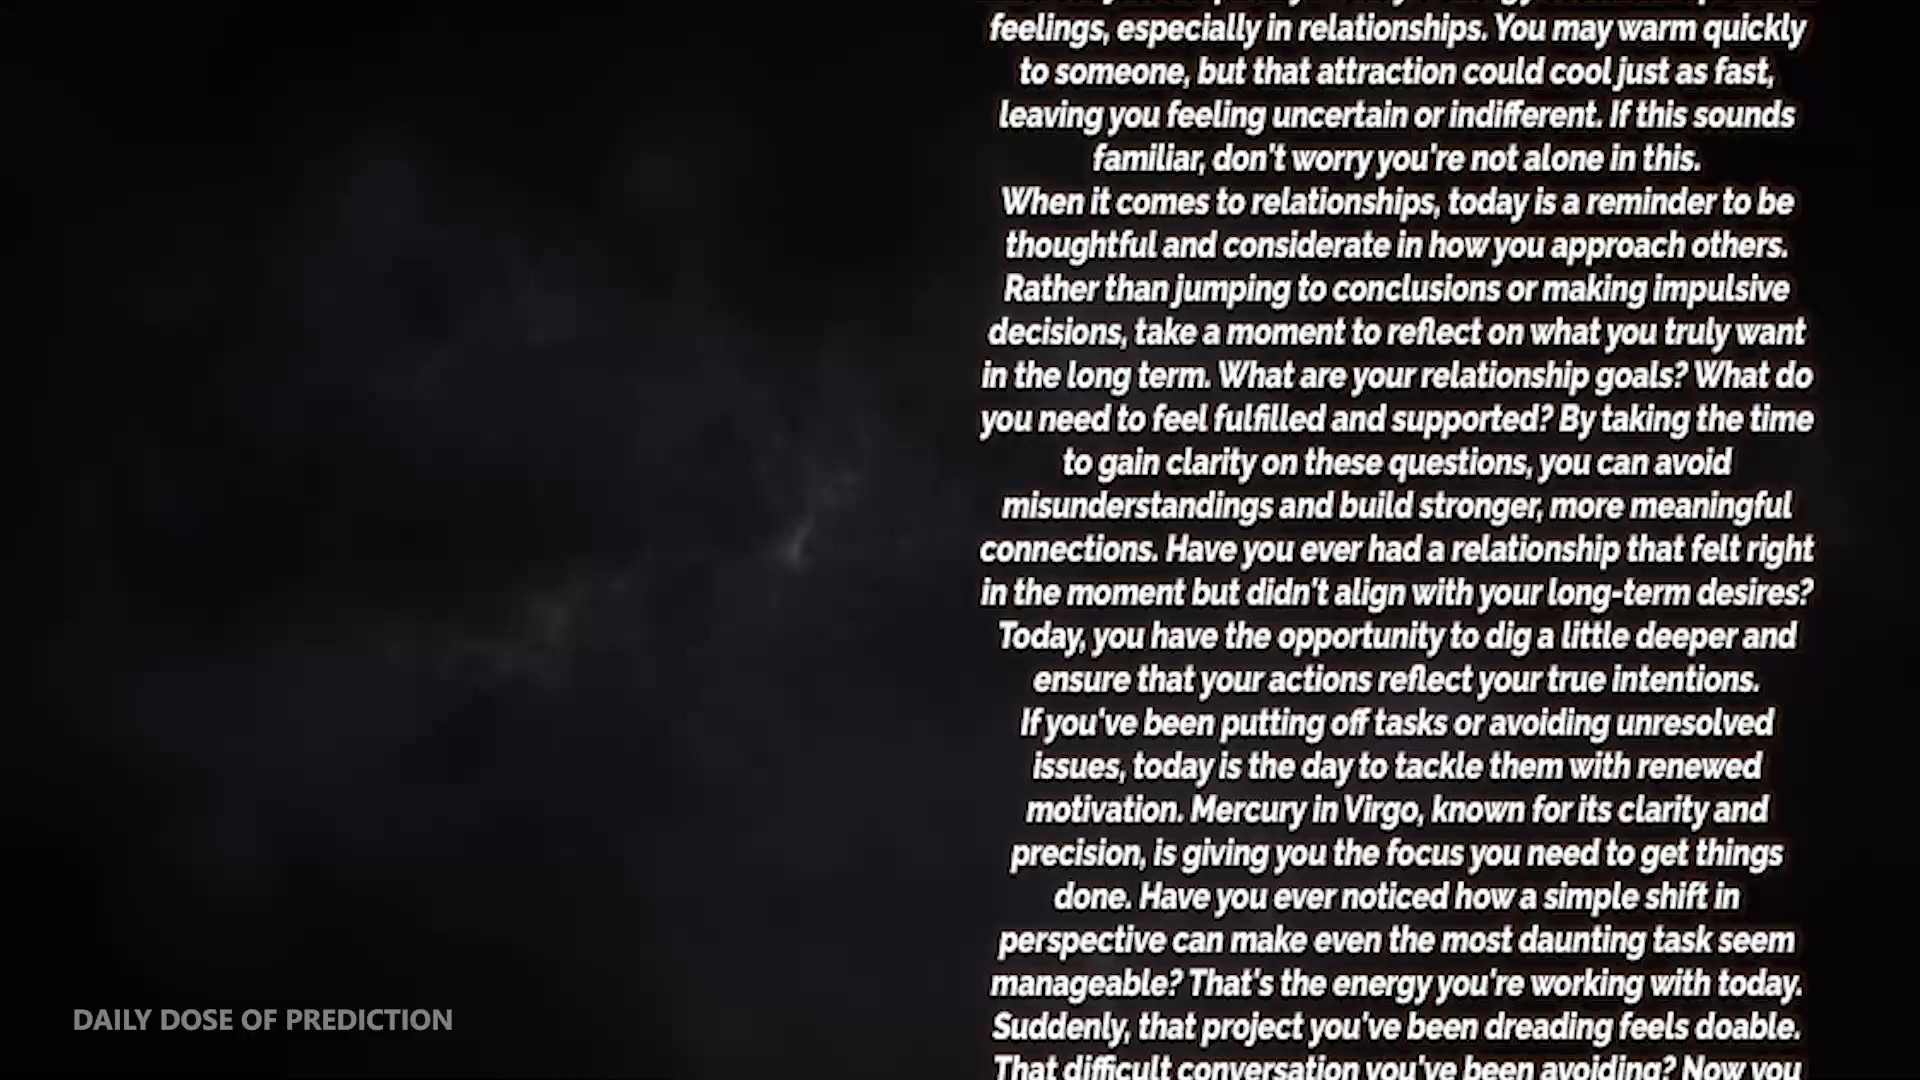 feelings, especially in relationships. You may warm quickly
to someone, but that attraction could cool just as fast,
leaving you feeling uncertain or indifferent. If this sounds
familiar, don't worry you're not alone in this.
When it comes to relationships, today is a reminder to be
thoughtful and considerate in how you approach others.
Rather than jumping to conclusions or making impulsive
decisions, take a moment to reflect on what you truly want
in the long term. What are your relationship goals? What do
you need to feel fulfilled and supported? By taking the time
to gain clarity on these questions, you can avoid
misunderstandings and build stronger, more meaningful
connections. Have you ever had a relationship that felt right
in the moment but didn't align with your long-term desires?
Today, you have the opportunity to dig a little deeper and
ensure that your actions reflect your true intentions.
If you've been putting off tasks or avoiding unresolved
issues, today is the day to tackle them with renewed
motivation. Mercury in Virgo, known for its clarity and
precision, is giving you the focus you need to get things
done. Have you ever noticed how a simple shift in
perspective can make even the most daunting task seem
manageable? That's the energy you're working with today.
Suddenly, that project you've been dreading feels doable.
That difficult conversation you've been avoiding? Now you
DAILY DOSE OF PREDICTION